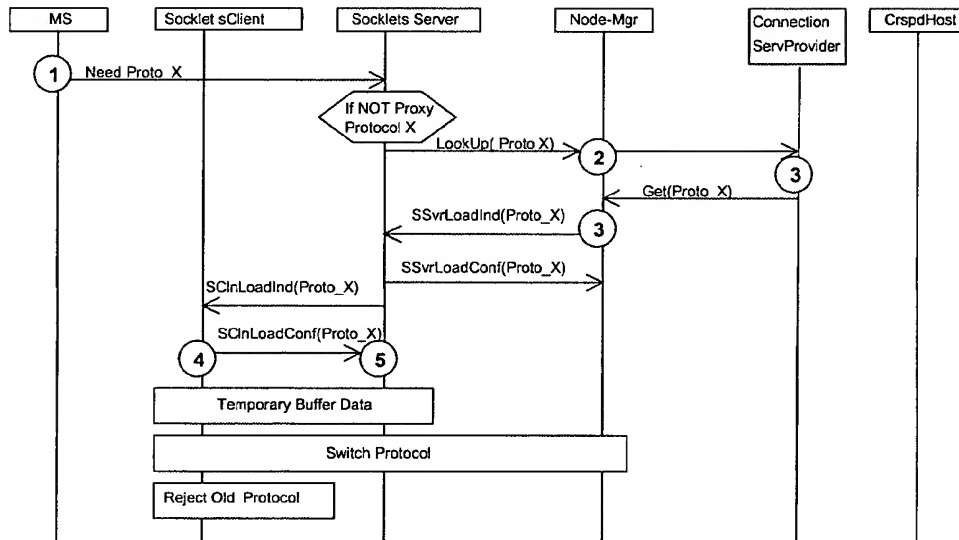 MS
Socklet sClient
Socklets Server
Node-Mgr
Connection
ServProvider
CrspdHost
1
Need Proto_X
If NOT Proxy
Protocol X
LookUp( Proto X)
2
3
Get(Proto_X)
SSvrLoadInd(Proto_X)
3
SSvrLoadConf(Proto_X)
SClnLoadInd(Proto_X)
SClnLoadConf(Proto_X)
4
5
Temporary Buffer Data
Switch Protocol
Reject Old Protocol